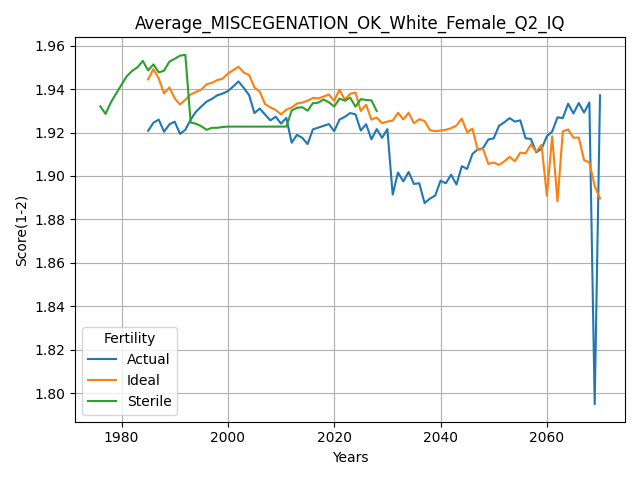 Average_MISCEGENATION_OK_White_Female_Q2_IQ
Score(1-2)
1.96
1.94
1.92
1.90
1.88
1.86
1.84
1.82
1.80
Fertility
Actual
Ideal
Sterile
1980 2000 2020 2040 2060
Years